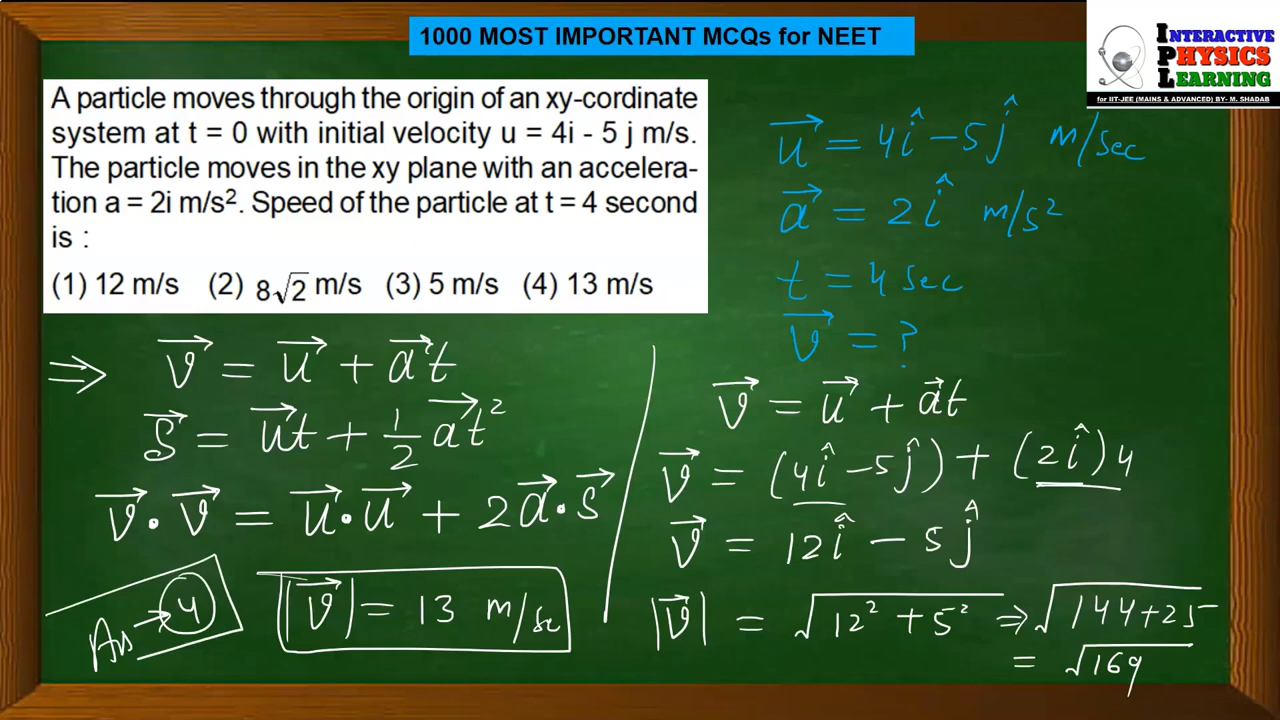 1000 MOST IMPORTANT MCQs for NEET
INTERACTIVE
PHYSICS
LEARNING
for IIT-JEE (MAINS & ADVANCED) BY- M. SHADAB
A particle moves through the origin of an xy-cordinate
system at t = 0 with initial velocity u = 4i - 5 j m/s.
The particle moves in the xy plane with an accelera-
tion a = 2i m/s². Speed of the particle at t = 4 second
is :
(1) 12 m/s (2) 8√2 m/s (3) 5 m/s (4) 13 m/s
u⃗ = 4î − 5ĵ m/sec
a⃗ = 2î m/s²
t = 4 sec
v⃗ = ?
⇒ v⃗ = u⃗ + a⃗t
s⃗ = u⃗t + 1/2 a⃗t²
v⃗·v⃗ = u⃗·u⃗ + 2a⃗·s⃗
Ans → 4
|v⃗| = 13 m/sec
v⃗ = u⃗ + a⃗t
v⃗ = (4î − 5ĵ) + (2î)4
v⃗ = 12î − 5ĵ
|v⃗| = √12² + 5² ⇒ √144+25
= √169